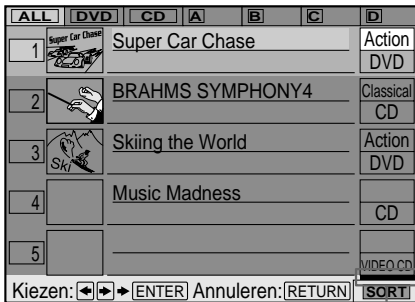 ALL DVD CD A B C D
1 Super Car Chase Super Car Chase Action
DVD
2 BRAHMS SYMPHONY4 Classical
CD
3 Ski Skiing the World Action
DVD
4 Music Madness
CD
5
VIDEO CD
Kiezen: ENTER Annuleren: RETURN SORT